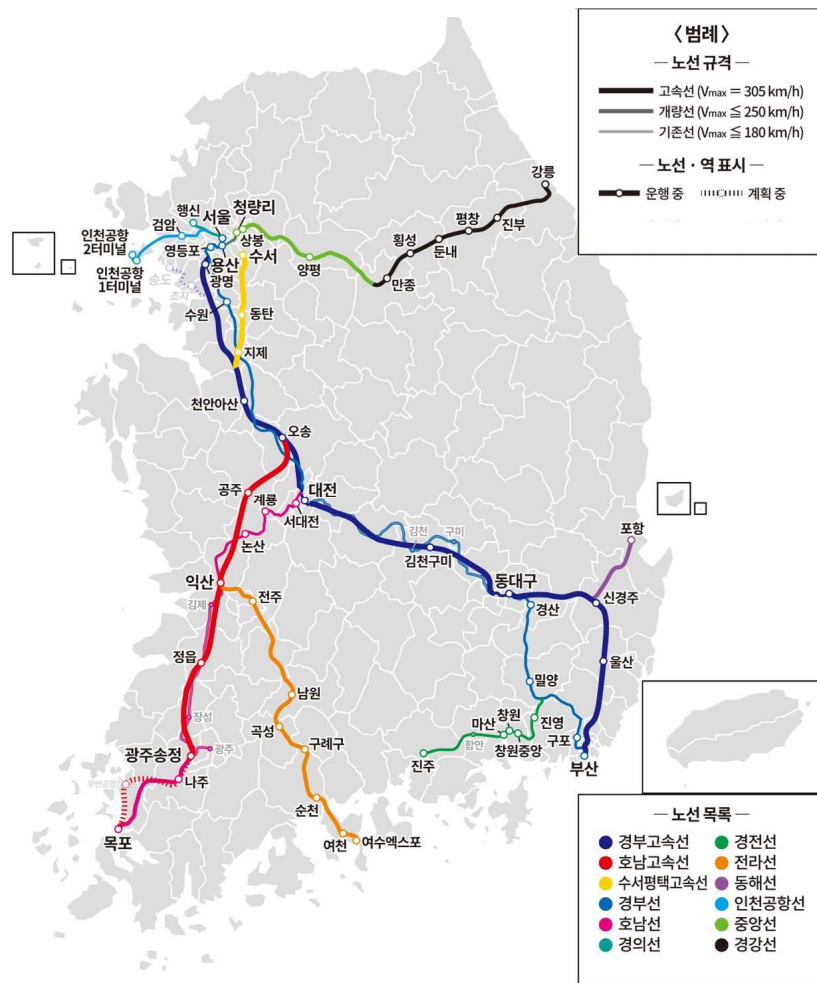 〈범례〉
— 노선 규격 —
고속선 (Vmax = 305 km/h)
개량선 (Vmax ≦ 250 km/h)
기존선 (Vmax ≦ 180 km/h)
— 노선 · 역 표시 —
운행 중
계획 중
강릉
평창
진부
횡성
둔내
만종
행신
서울
청량리
검암
상봉
인천공항
2터미널
영등포
용산
수서
인천공항
1터미널
광명
양평
송도
초지
수원
동탄
지제
천안아산
오송
공주
계룡
대전
서대전
논산
김천
구미
김천구미
포항
동대구
신경주
경산
익산
전주
김제
정읍
울산
밀양
남원
장성
곡성
구례구
마산
창원
진영
창원중앙
구포
함안
진주
부산
광주송정
광주
나주
무안공항
목포
순천
여천
여수엑스포
— 노선 목록 —
경부고속선
경전선
호남고속선
전라선
수서평택고속선
동해선
경부선
인천공항선
호남선
중앙선
경의선
경강선